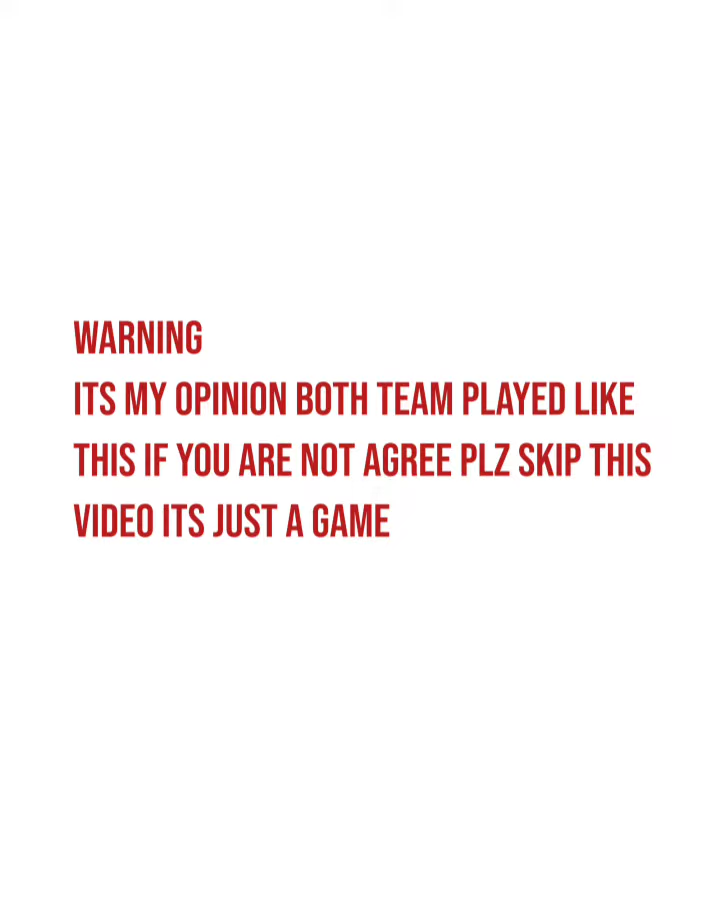 WARNING
ITS MY OPINION BOTH TEAM PLAYED LIKE
THIS IF YOU ARE NOT AGREE PLZ SKIP THIS
VIDEO ITS JUST A GAME